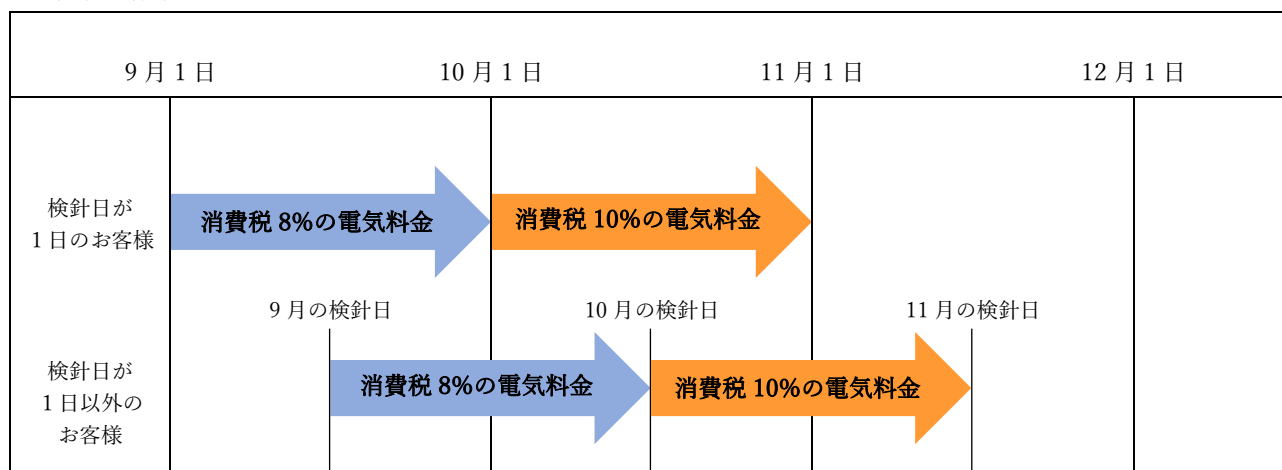 9月1日
10月1日
11月1日
12月1日
検針日が
1日のお客様
消費税 8%の電気料金
消費税 10%の電気料金
9月の検針日
10月の検針日
11月の検針日
検針日が
1日以外の
お客様
消費税 8%の電気料金
消費税 10%の電気料金